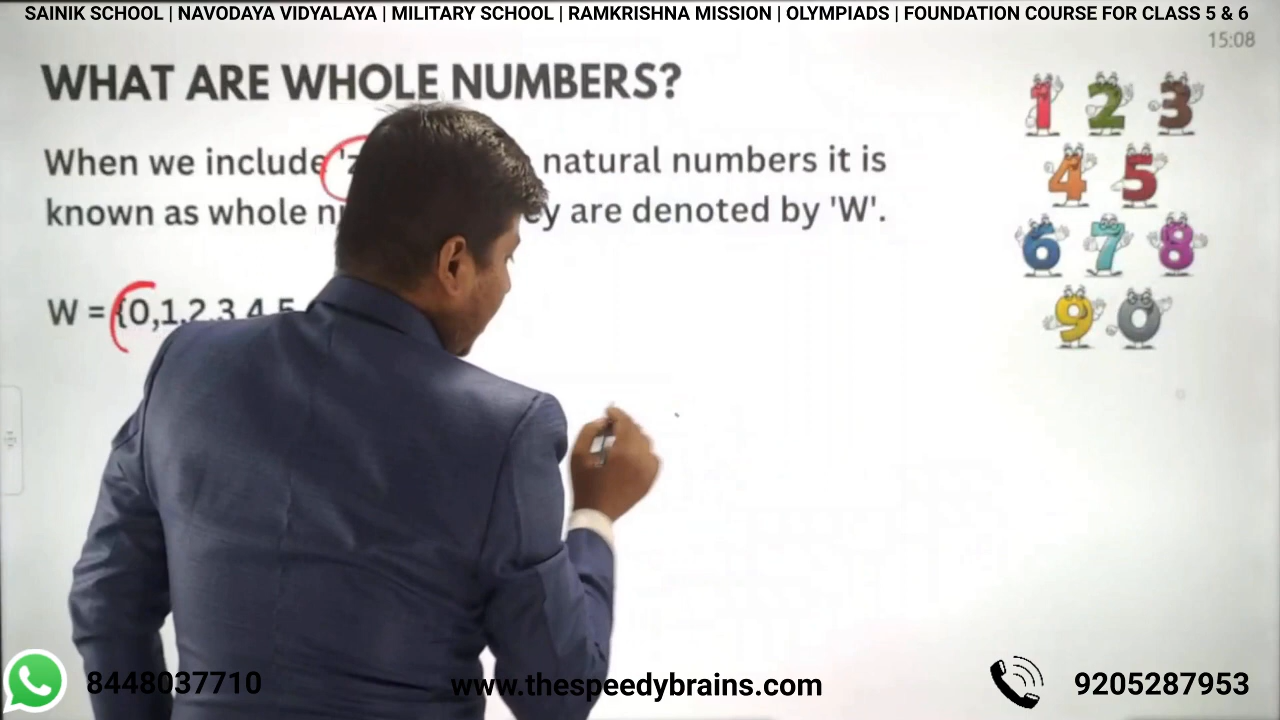 SAINIK SCHOOL | NAVODAYA VIDYALAYA | MILITARY SCHOOL | RAMKRISHNA MISSION | OLYMPIADS | FOUNDATION COURSE FOR CLASS 5 & 6
15:08
WHAT ARE WHOLE NUMBERS?
When we include natural numbers it is
known as whole are denoted by 'W'.
W = {0,1,2,3,4,5
1 2 3
4 5
6 7 8
9 0
8448037710
www.thespeedybrains.com
9205287953